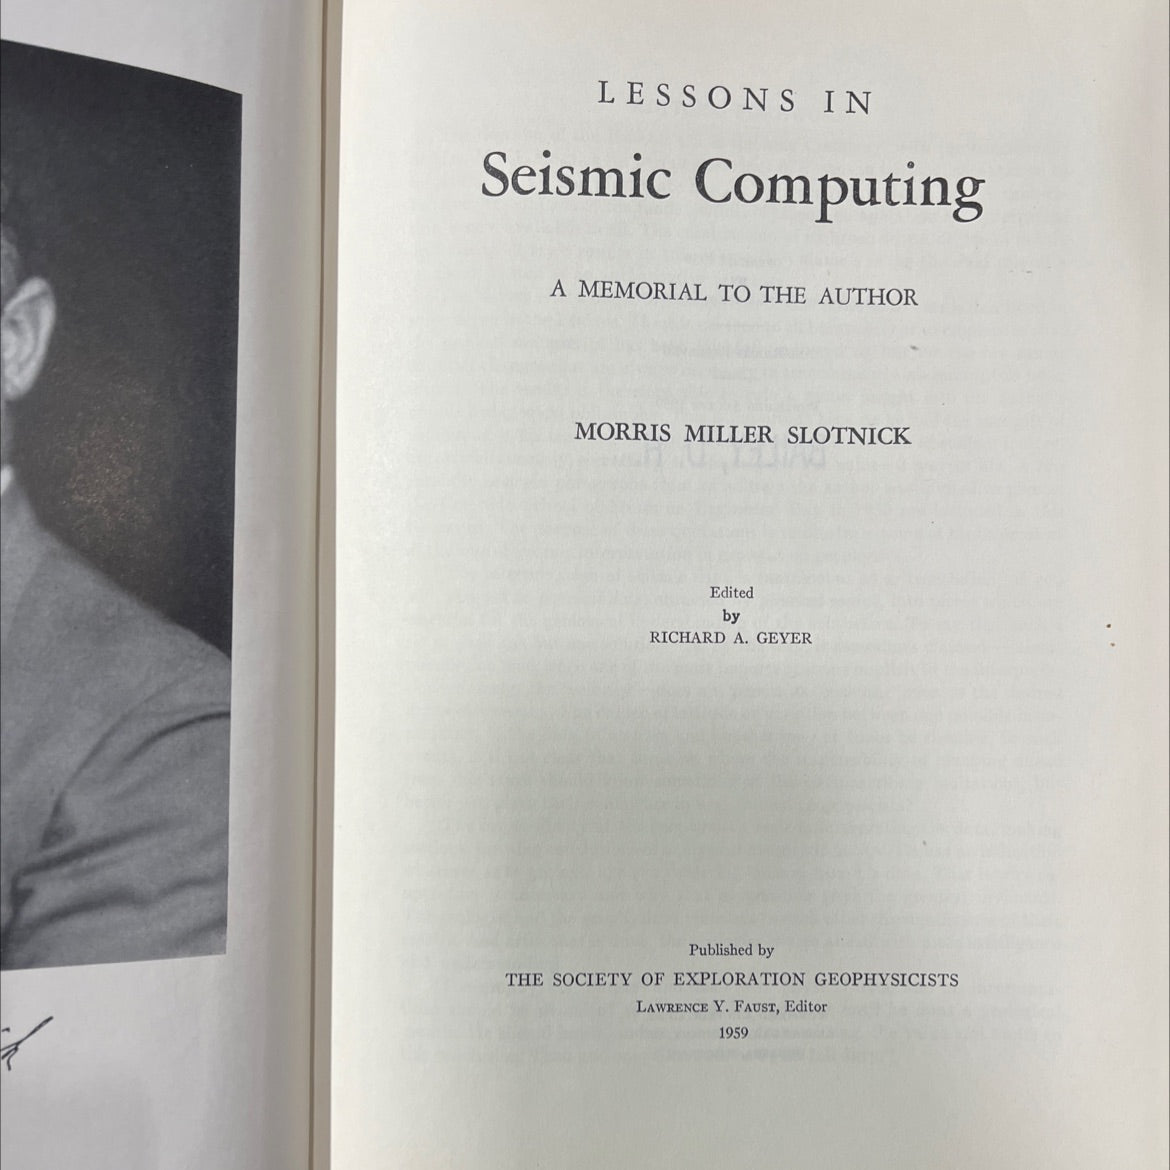 LESSONS IN
Seismic Computing
A MEMORIAL TO THE AUTHOR
MORRIS MILLER SLOTNICK
Edited
by
RICHARD A. GEYER
Published by
THE SOCIETY OF EXPLORATION GEOPHYSICISTS
LAWRENCE Y. FAUST, Editor
1959